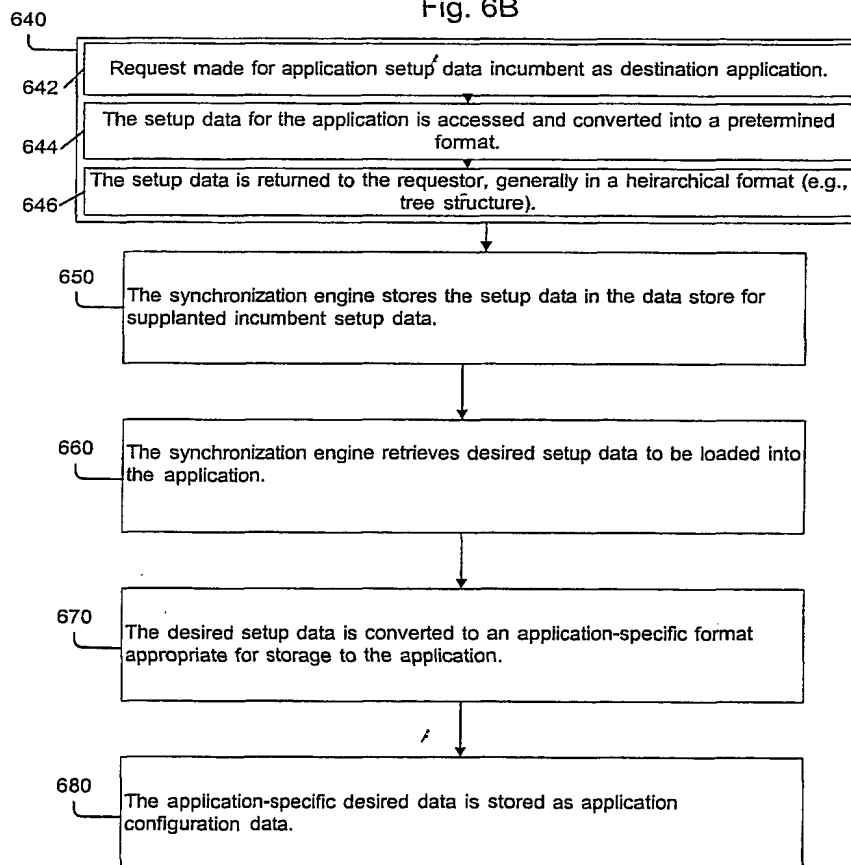 Fig. 6B
640
642
Request made for application setup data incumbent as destination application.
644
The setup data for the application is accessed and converted into a pretermined
format.
646
The setup data is returned to the requestor, generally in a heirarchical format (e.g.,
tree structure).
650
The synchronization engine stores the setup data in the data store for
supplanted incumbent setup data.
660
The synchronization engine retrieves desired setup data to be loaded into
the application.
670
The desired setup data is converted to an application-specific format
appropriate for storage to the application.
680
The application-specific desired data is stored as application
configuration data.